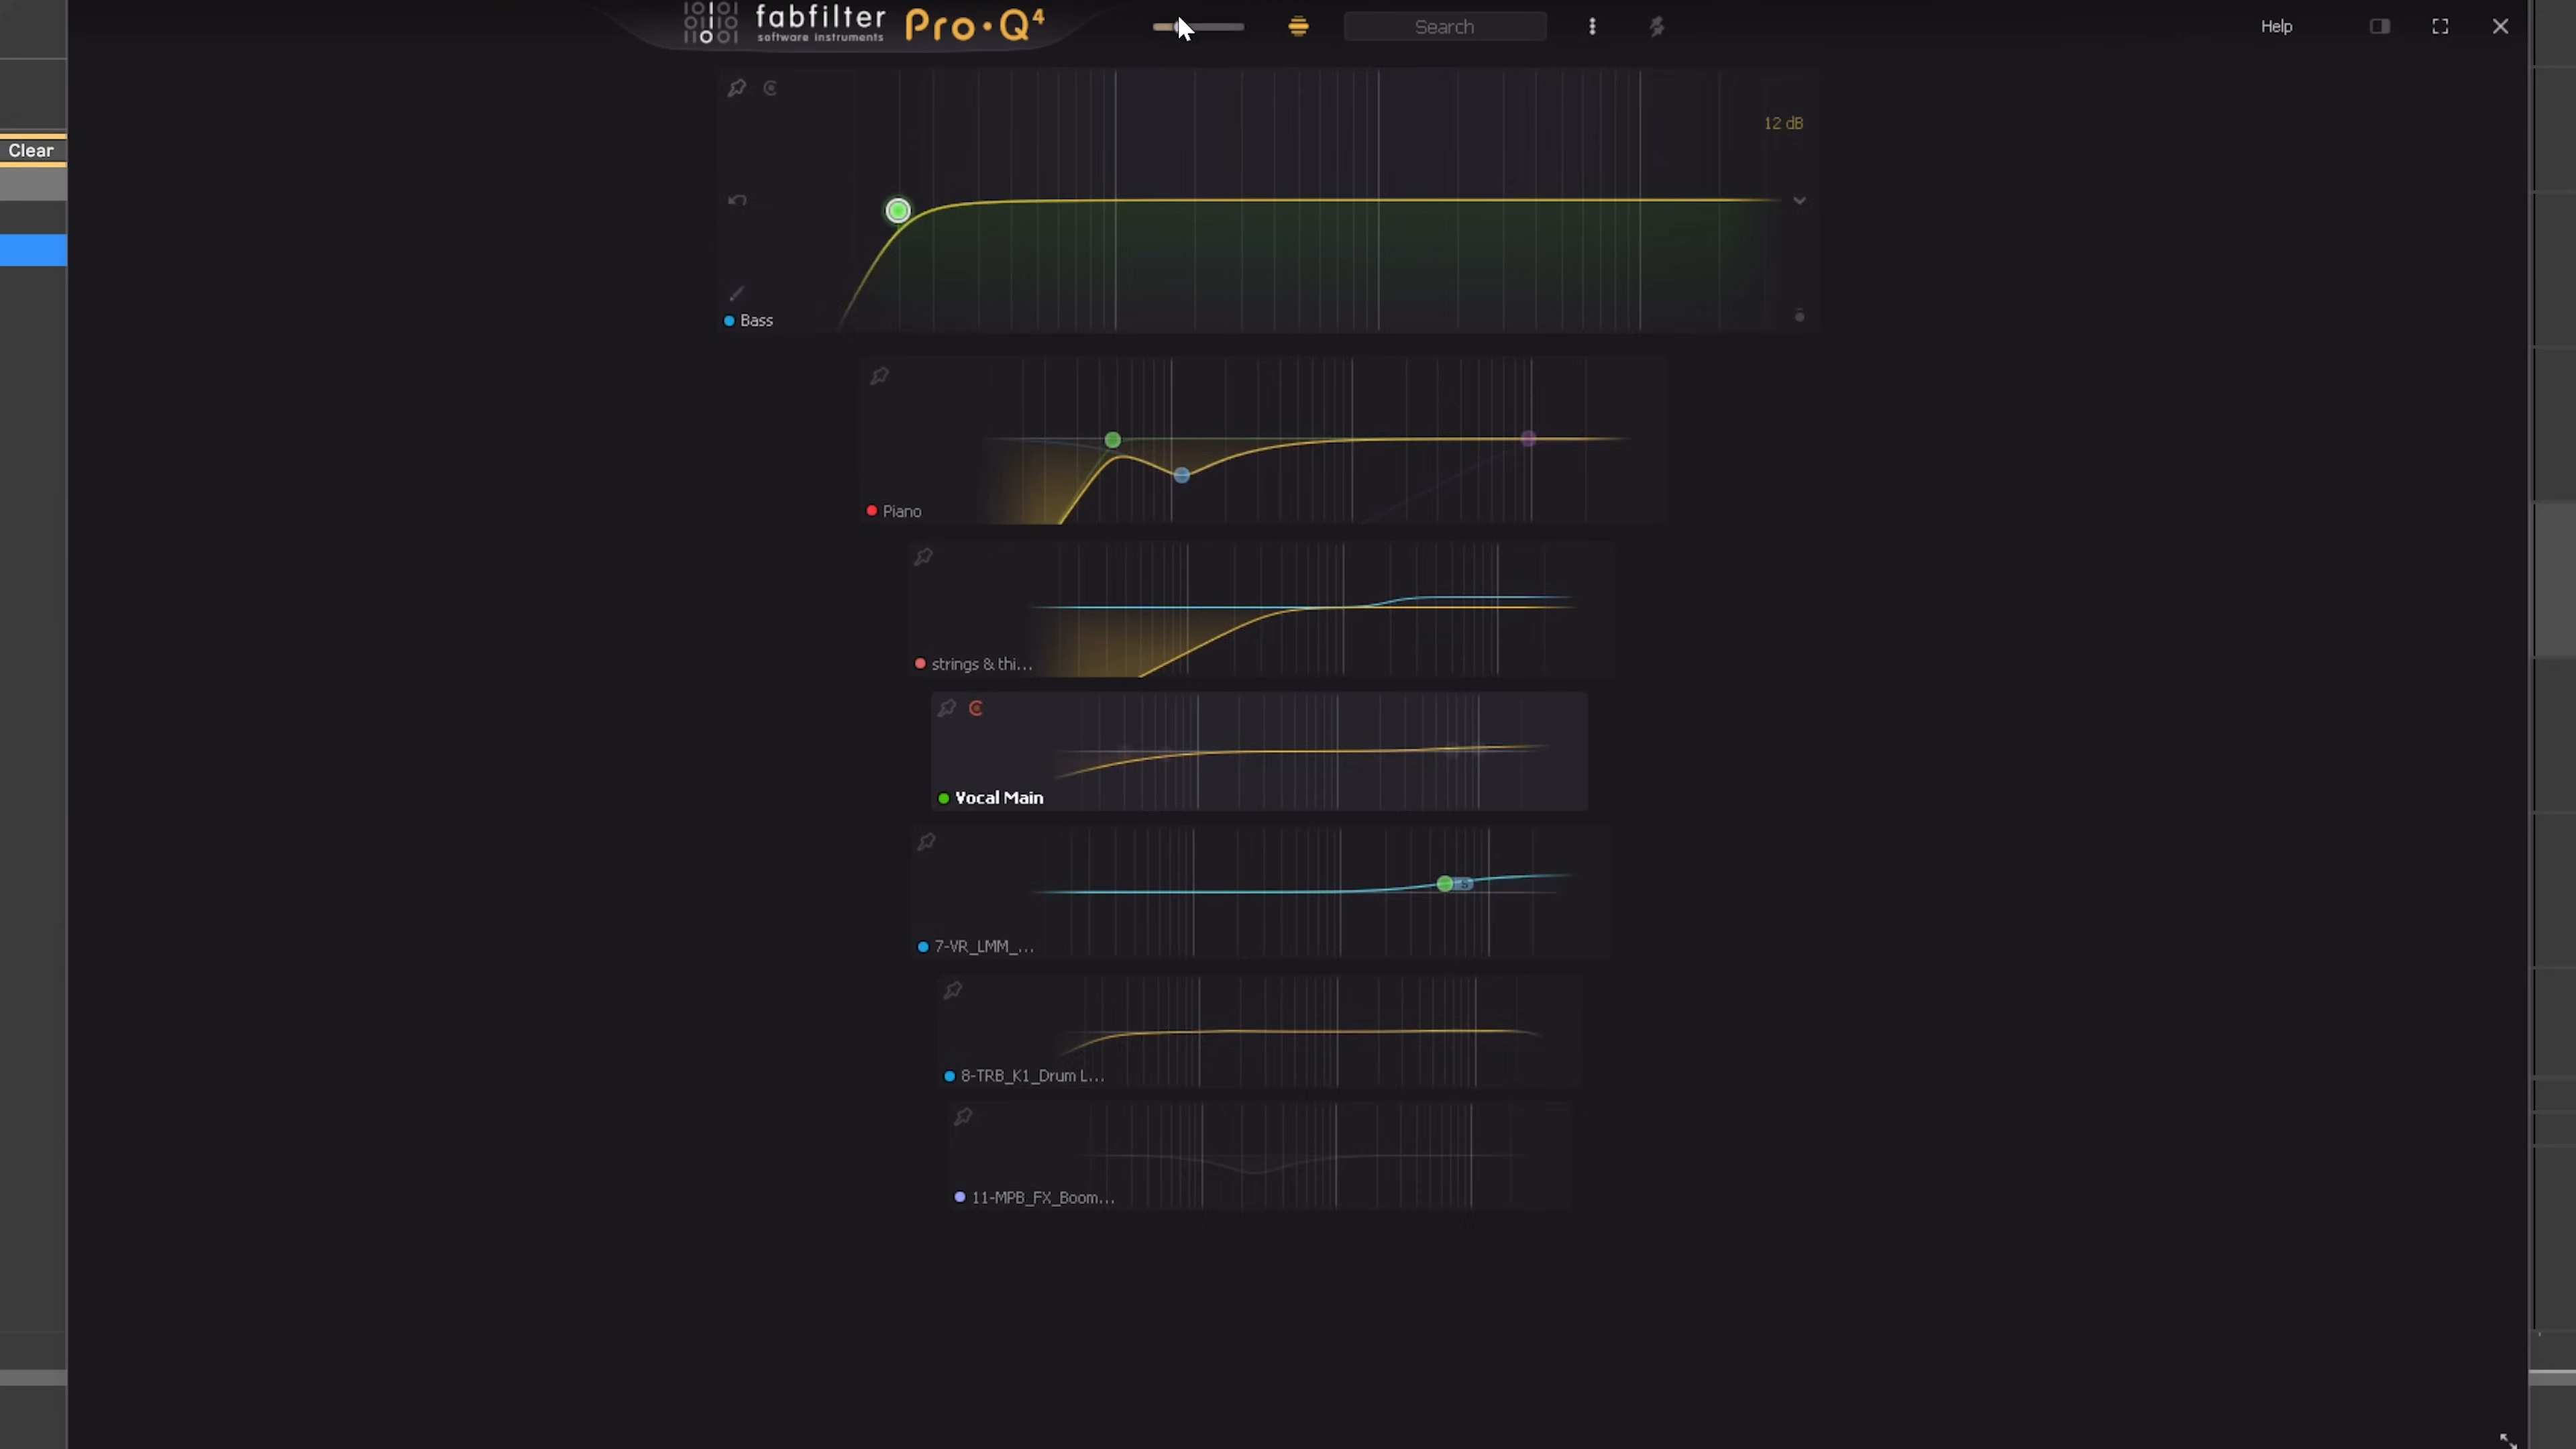 fabfilter
software instruments
Pro·Q4
Search
Help
Clear
12 dB
Bass
Piano
strings & thi...
Vocal Main
7-VR_LMM_...
S
8-TRB_K1_Drum L...
11-MPB_FX_Boom...